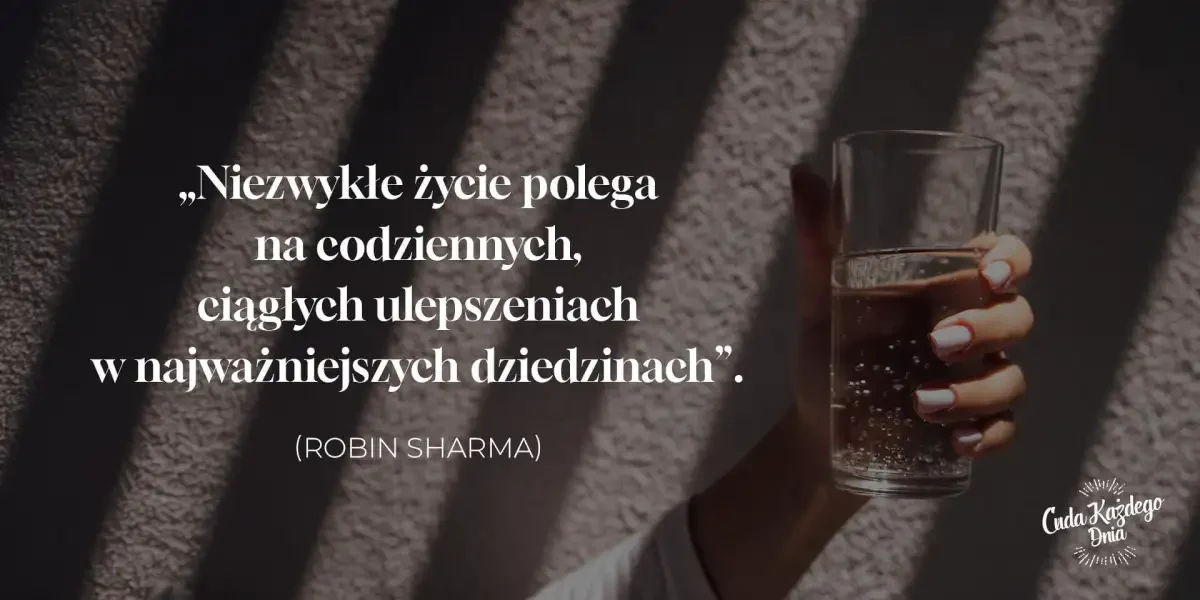 „Niezwykłe życie polega
na codziennych,
ciągłych ulepszeniach
w najważniejszych dziedzinach”.
(ROBIN SHARMA)
Cuda Każdego
Dnia